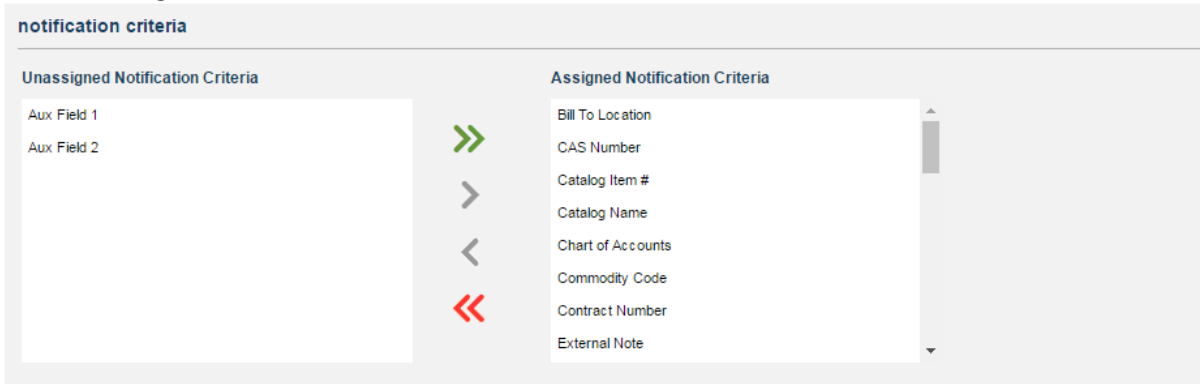 notification criteria
Unassigned Notification Criteria
Aux Field 1
Aux Field 2
Assigned Notification Criteria
Bill To Location
CAS Number
Catalog Item #
Catalog Name
Chart of Accounts
Commodity Code
Contract Number
External Note